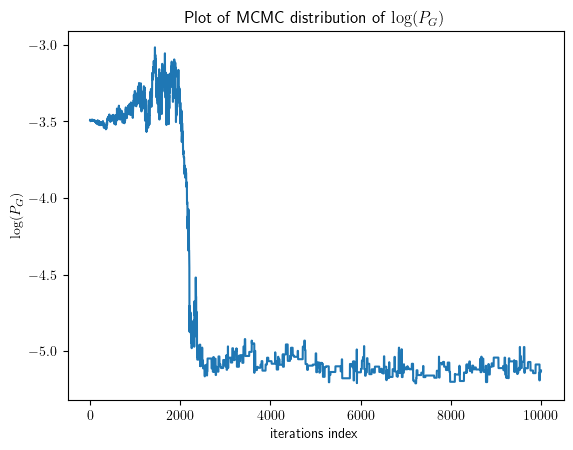 Plot of MCMC distribution of log(P_G)
−3.0
−3.5
−4.0
−4.5
−5.0
log(P_G)
0 2000 4000 6000 8000 10000
iterations index